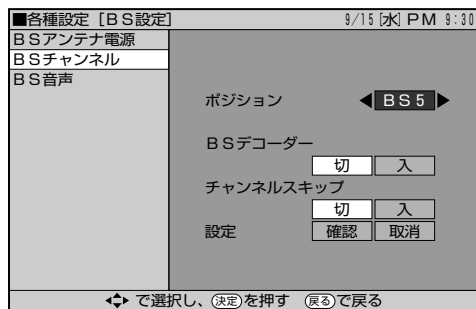 ■各種設定［ＢＳ設定］ 9/15[水] PM 9:30
ＢＳアンテナ電源
ＢＳチャンネル
ＢＳ音声
ポジション ◀ ＢＳ５ ▶
ＢＳデコーダー
切 入
チャンネルスキップ
切 入
設定 確認 取消
で選択し、決定を押す 戻るで戻る